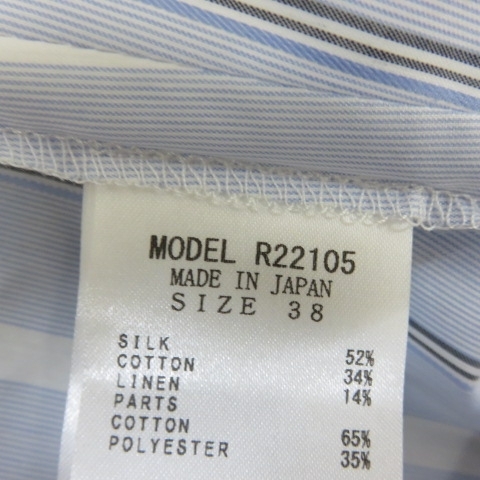 MODEL R22105
MADE IN JAPAN
SIZE 38
SILK 52%
COTTON 34%
LINEN 14%
PARTS
COTTON 65%
POLYESTER 35%